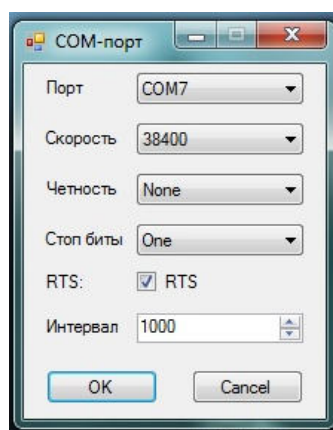 COM-порт
Порт COM7
Скорость 38400
Четность None
Стоп биты One
RTS: RTS
Интервал 1000
OK Cancel